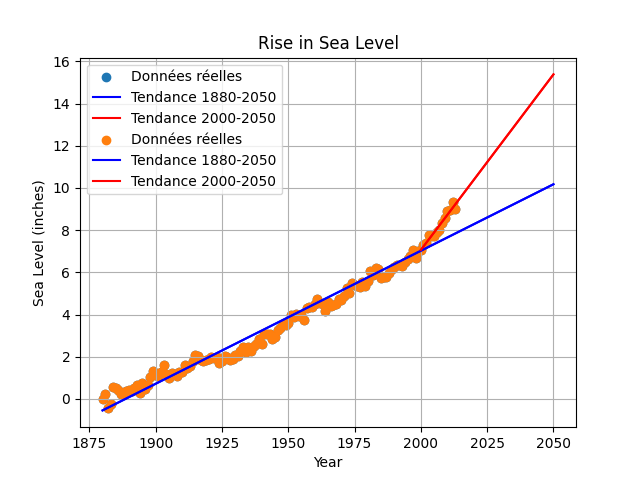 Rise in Sea Level
16
14
12
10
8
6
4
2
0
Sea Level (inches)
Données réelles
Tendance 1880-2050
Tendance 2000-2050
Données réelles
Tendance 1880-2050
Tendance 2000-2050
1875 1900 1925 1950 1975 2000 2025 2050
Year